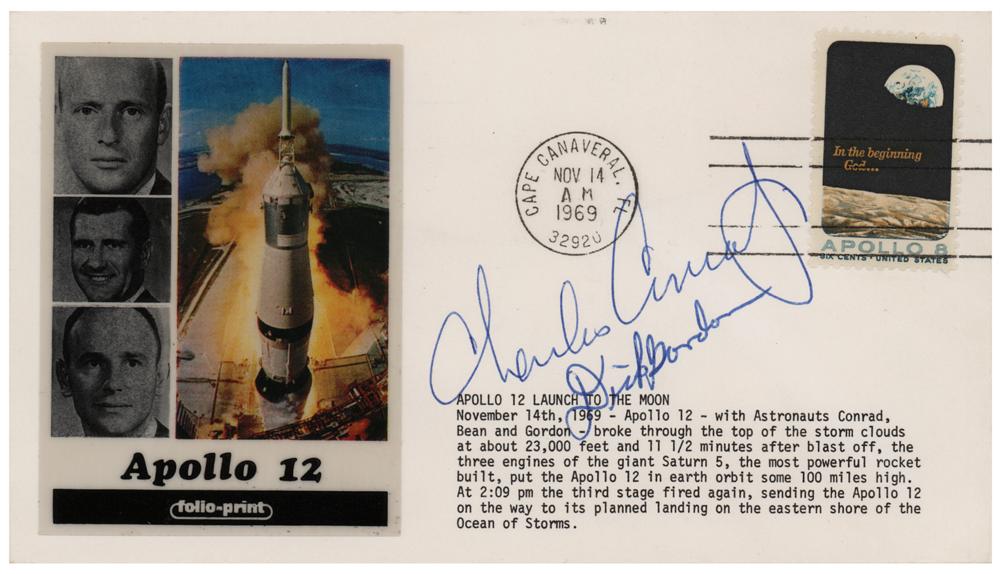 Apollo 12
folio-print
CAPE CANAVERAL, FL
NOV 14
AM
1969
32920
In the beginning
God...
APOLLO 8
SIX CENTS · UNITED STATES
Charles Conrad Jr
Dick Gordon
APOLLO 12 LAUNCH TO THE MOON
November 14th, 1969 - Apollo 12 - with Astronauts Conrad,
Bean and Gordon - broke through the top of the storm clouds
at about 23,000 feet and 11 1/2 minutes after blast off, the
three engines of the giant Saturn 5, the most powerful rocket
built, put the Apollo 12 in earth orbit some 100 miles high.
At 2:09 pm the third stage fired again, sending the Apollo 12
on the way to its planned landing on the eastern shore of the
Ocean of Storms.